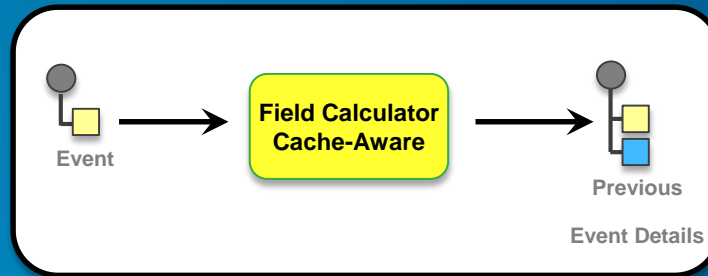 Event
Field Calculator
Cache-Aware
Previous
Event Details